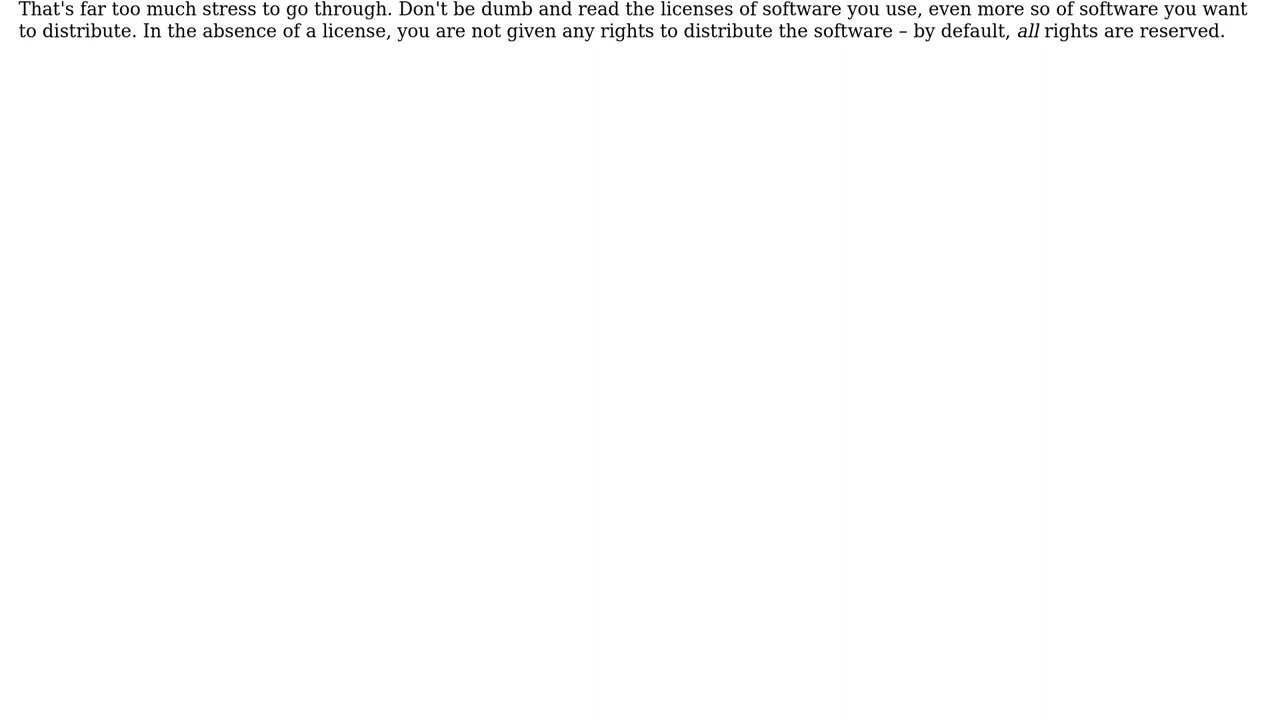 That's far too much stress to go through. Don't be dumb and read the licenses of software you use, even more so of software you want
to distribute. In the absence of a license, you are not given any rights to distribute the software – by default, all rights are reserved.